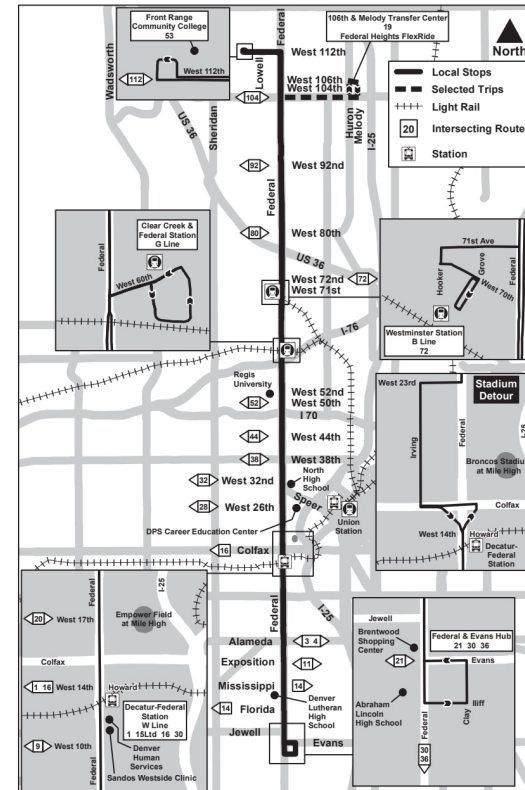 Front Range
Community College
53
West 112th
112
Wadsworth
Lowell
Federal
West 112th
106th & Melody Transfer Center
19
Federal Heights FlexRide
North
West 106th
West 104th
104
Huron
Melody
I-25
Local Stops
Selected Trips
Light Rail
20
Intersecting Route
Station
US 36
Sheridan
92
West 92nd
Federal
80
West 80th
US 36
Clear Creek &
Federal Station
G Line
Federal
West 60th
West 72nd
72
West 71st
71st Ave
Federal
Hooker
Grove
West 70th
Westminster Station
B Line
72
I-76
Regis
University
West 52nd
52
West 50th
I 70
44
West 44th
38
West 38th
32
West 32nd
North
High
School
28
West 26th
Speer
Union
Station
DPS Career Education Center
16
Colfax
West 23rd
Stadium
Detour
Irving
Federal
I-25
Broncos Stadium
at Mile High
Colfax
West 14th
Howard
Decatur-
Federal
Station
Federal
I-25
20
West 17th
Empower Field
at Mile High
Colfax
1 16
West 14th
Howard
Decatur-Federal
Station
W Line
1 15Ltd 16 30
9
West 10th
Denver
Human
Services
Sandos Westside Clinic
Federal
Federal
I-25
Alameda
3 4
Exposition
11
Mississippi
14
14
Florida
Denver
Lutheran
High School
Jewell
Evans
Jewell
Brentwood
Shopping
Center
Federal & Evans Hub
21 30 36
21
Evans
Abraham
Lincoln
High School
Iliff
Clay
Federal
30
36